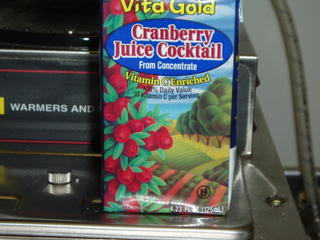 Vita Gold
Cranberry
Juice Cocktail
From Concentrate
Vitamin C Enriched
100% Daily Value
of Vitamin C per Serving
WARMERS AND
4.23 FL OZ (125mL)